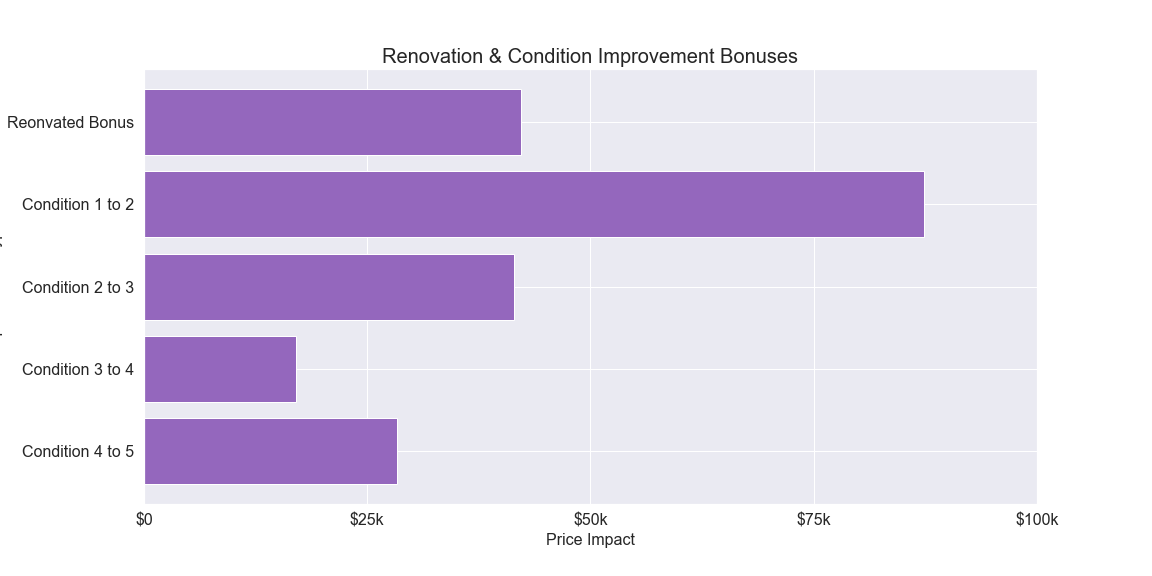 Renovation & Condition Improvement Bonuses
Reonvated Bonus
Condition 1 to 2
Condition 2 to 3
Condition 3 to 4
Condition 4 to 5
$0
$25k
$50k
$75k
$100k
Price Impact